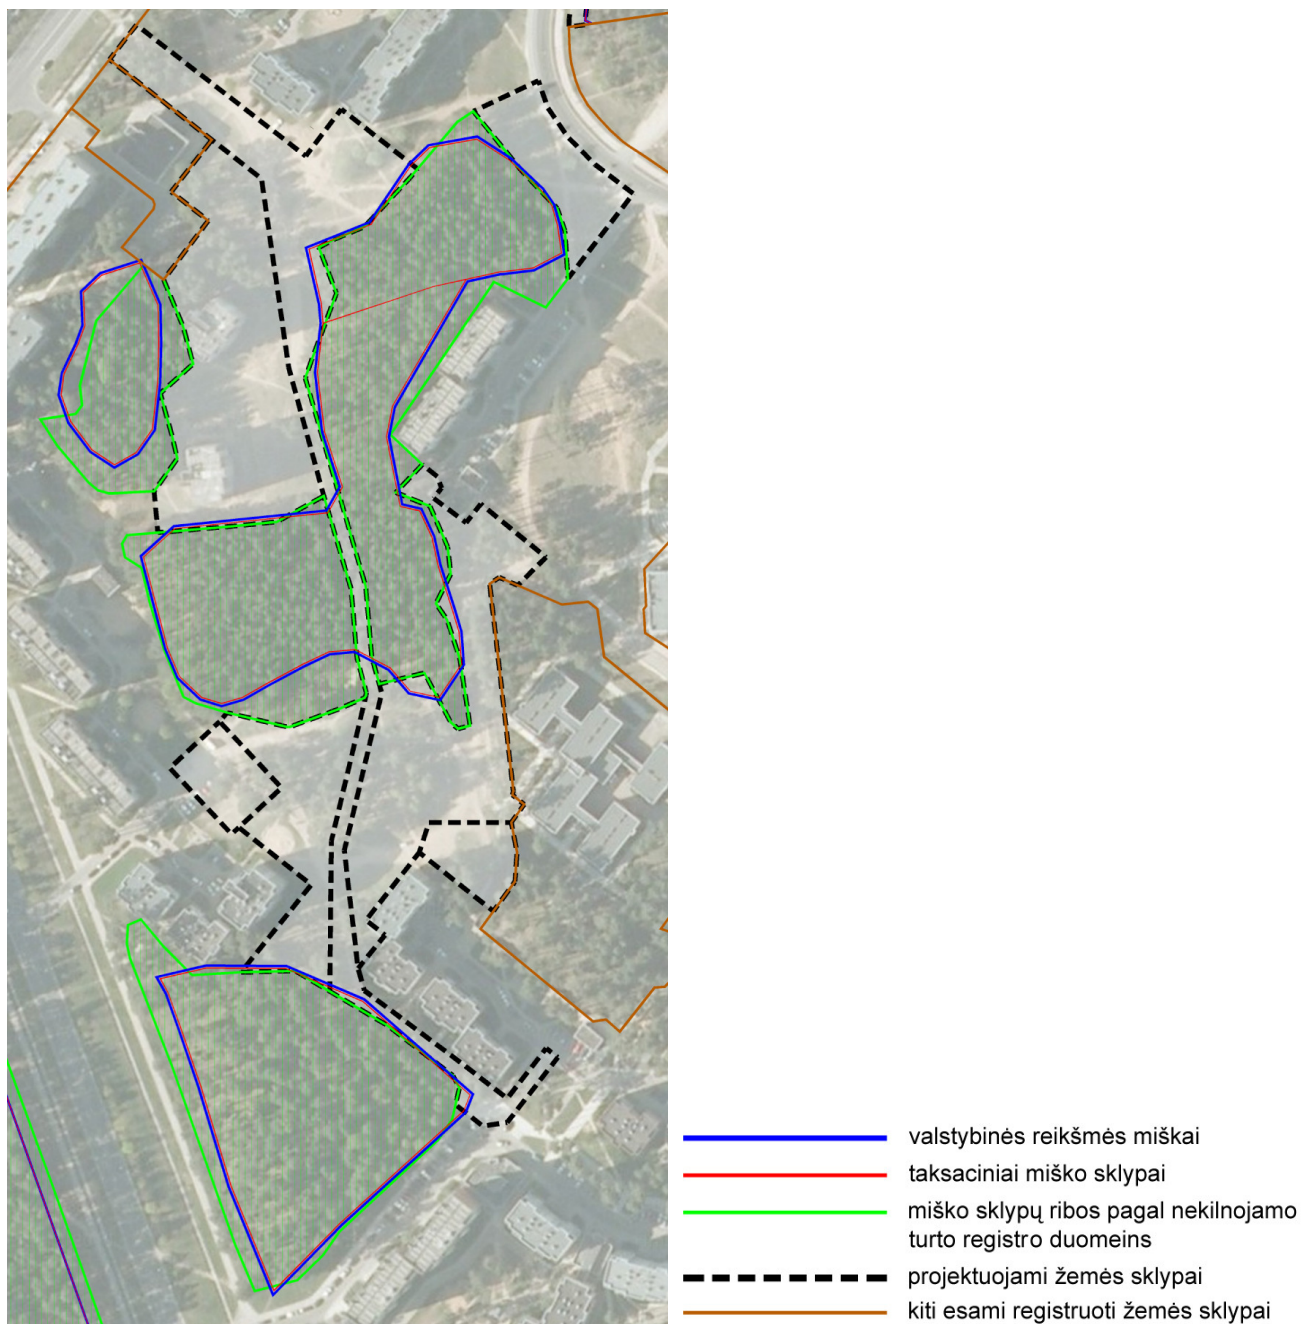 valstybinės reikšmės miškai
taksaciniai miško sklypai
miško sklypų ribos pagal nekilnojamo
turto registro duomeins
projektuojami žemės sklypai
kiti esami registruoti žemės sklypai